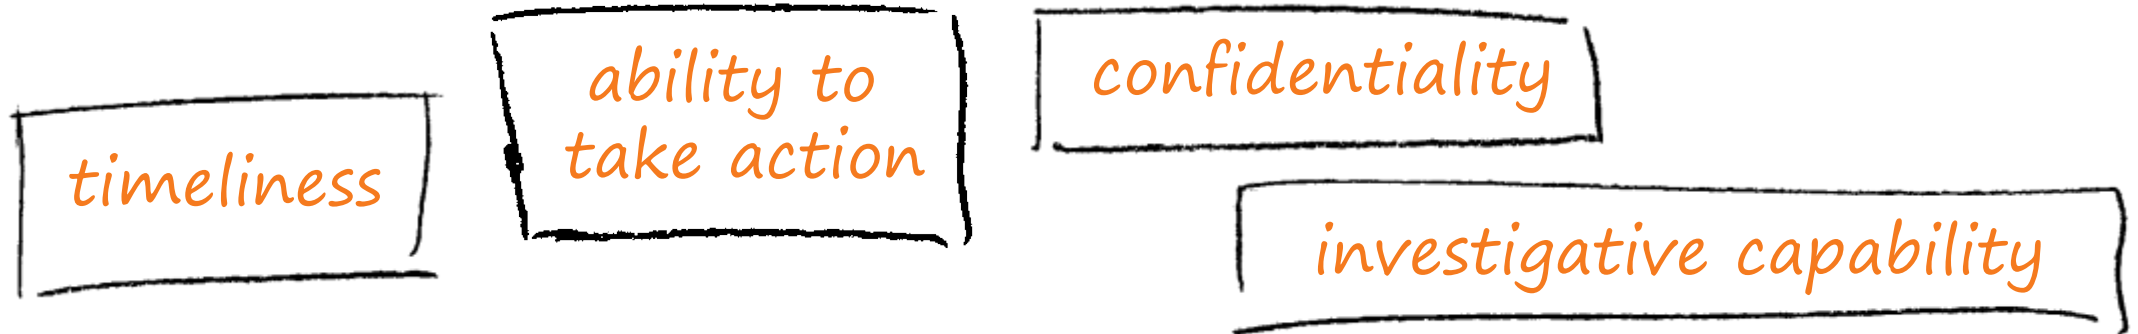 timeliness
ability to
take action
confidentiality
investigative capability